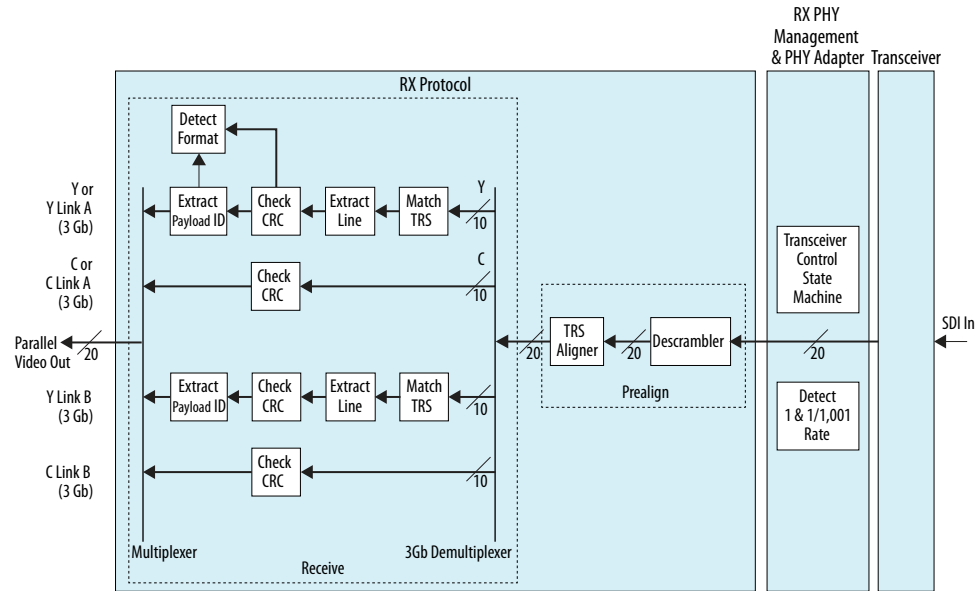 RX PHY
Management
& PHY Adapter
Transceiver
RX Protocol
Detect
Format
Y or
Y Link A
(3 Gb)
Extract
Payload ID
Check
CRC
Extract
Line
Match
TRS
Y
10
C or
C Link A
(3 Gb)
Check
CRC
C
10
Transceiver
Control
State
Machine
Parallel
Video Out
20
20
TRS
Aligner
20
Descrambler
20
SDI In
Prealign
Y Link B
(3 Gb)
Extract
Payload ID
Check
CRC
Extract
Line
Match
TRS
10
Detect
1 & 1/1,001
Rate
C Link B
(3 Gb)
Check
CRC
10
Multiplexer
3Gb Demultiplexer
Receive